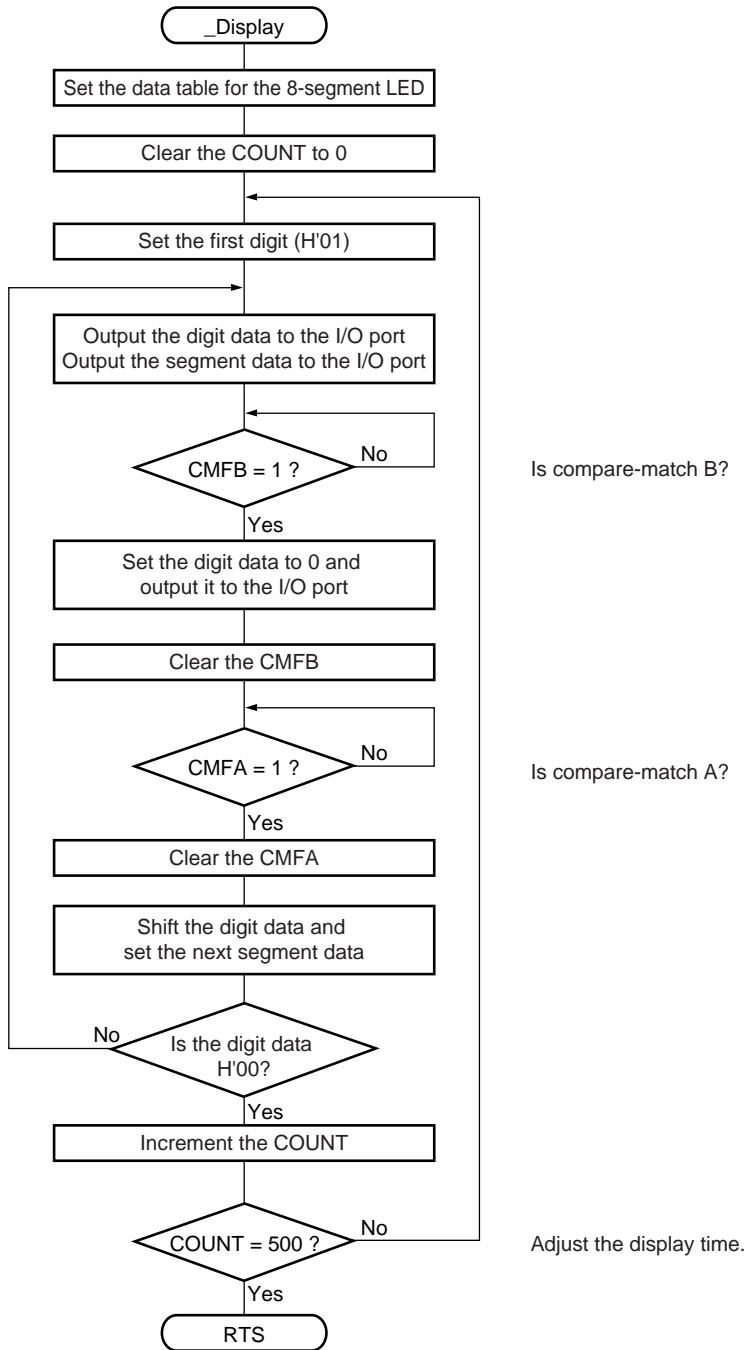 _Display
Set the data table for the 8-segment LED
Clear the COUNT to 0
Set the first digit (H'01)
Output the digit data to the I/O port
Output the segment data to the I/O port
CMFB = 1 ?
No
Is compare-match B?
Yes
Set the digit data to 0 and
output it to the I/O port
Clear the CMFB
CMFA = 1 ?
No
Is compare-match A?
Yes
Clear the CMFA
Shift the digit data and
set the next segment data
No
Is the digit data
H'00?
Yes
Increment the COUNT
COUNT = 500 ?
No
Adjust the display time.
Yes
RTS